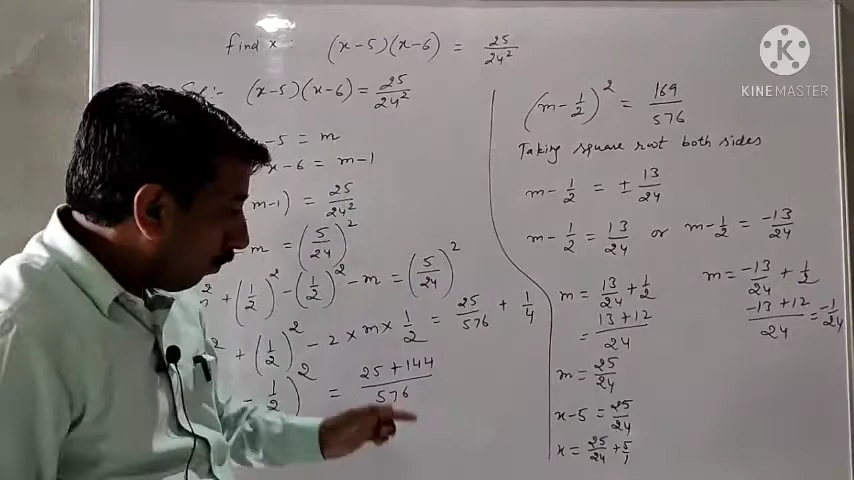 find x : (x-5)(x-6) = 25/24²
(x-5)(x-6) = 25/24²
-5 = m
x-6 = m-1
m-1) = 25/24²
-m = (5/24)²
+(1/2)² -(1/2)² -m = (5/24)²
+(1/2)² -2×m×1/2 = 25/576 + 1/4
-1/2)² = 25+144/576
(m-1/2)² = 169/576
Taking square root both sides
m-1/2 = ± 13/24
m-1/2 = 13/24 or m-1/2 = -13/24
m = 13/24 + 1/2
= 13+12/24
m = 25/24
x-5 = 25/24
x = 25/24 + 5/1
m = -13/24 + 1/2
-13+12/24 = -1/24
K
KINEMASTER